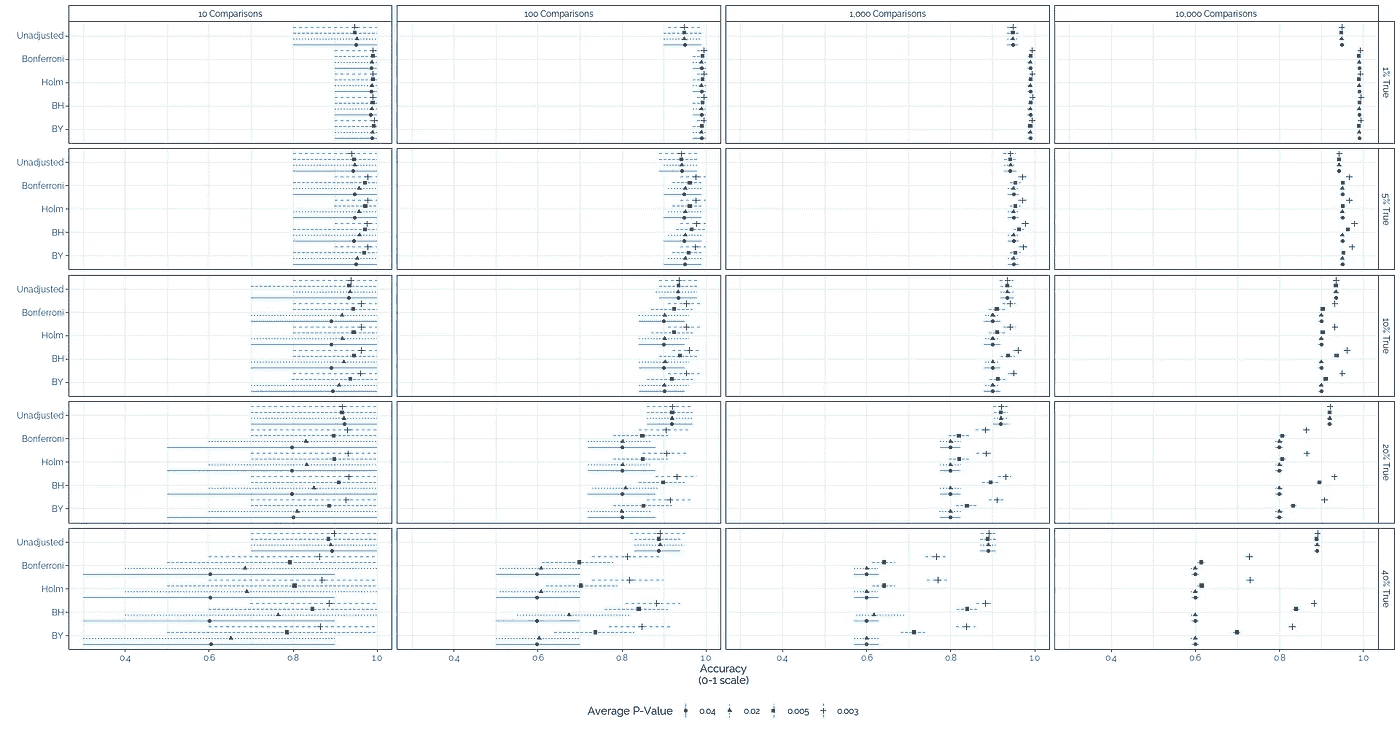 10 Comparisons 100 Comparisons 1,000 Comparisons 10,000 Comparisons
Unadjusted
Bonferroni
Holm
BH
BY
1% True
Unadjusted
Bonferroni
Holm
BH
BY
5% True
Unadjusted
Bonferroni
Holm
BH
BY
10% True
Unadjusted
Bonferroni
Holm
BH
BY
20% True
Unadjusted
Bonferroni
Holm
BH
BY
40% True
0.4 0.6 0.8 1.0 0.4 0.6 0.8 1.0 0.4 0.6 0.8 1.0 0.4 0.6 0.8 1.0
Accuracy
(0-1 scale)
Average P-Value 0.04 0.02 0.005 0.003